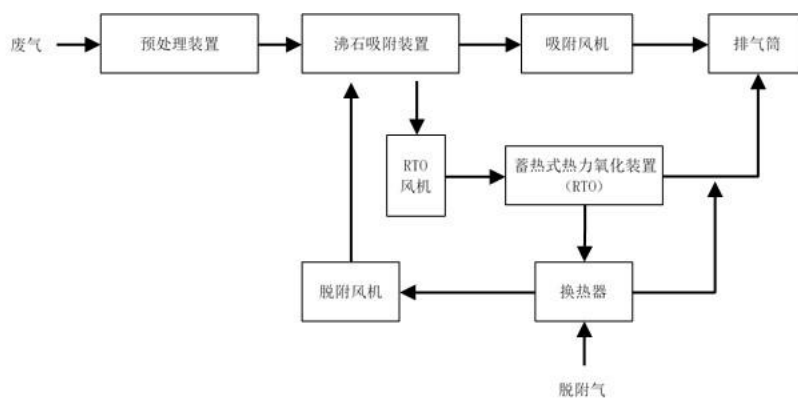 废气
预处理装置
沸石吸附装置
吸附风机
排气筒
RTO
风机
蓄热式热力氧化装置
(RTO)
脱附风机
换热器
脱附气